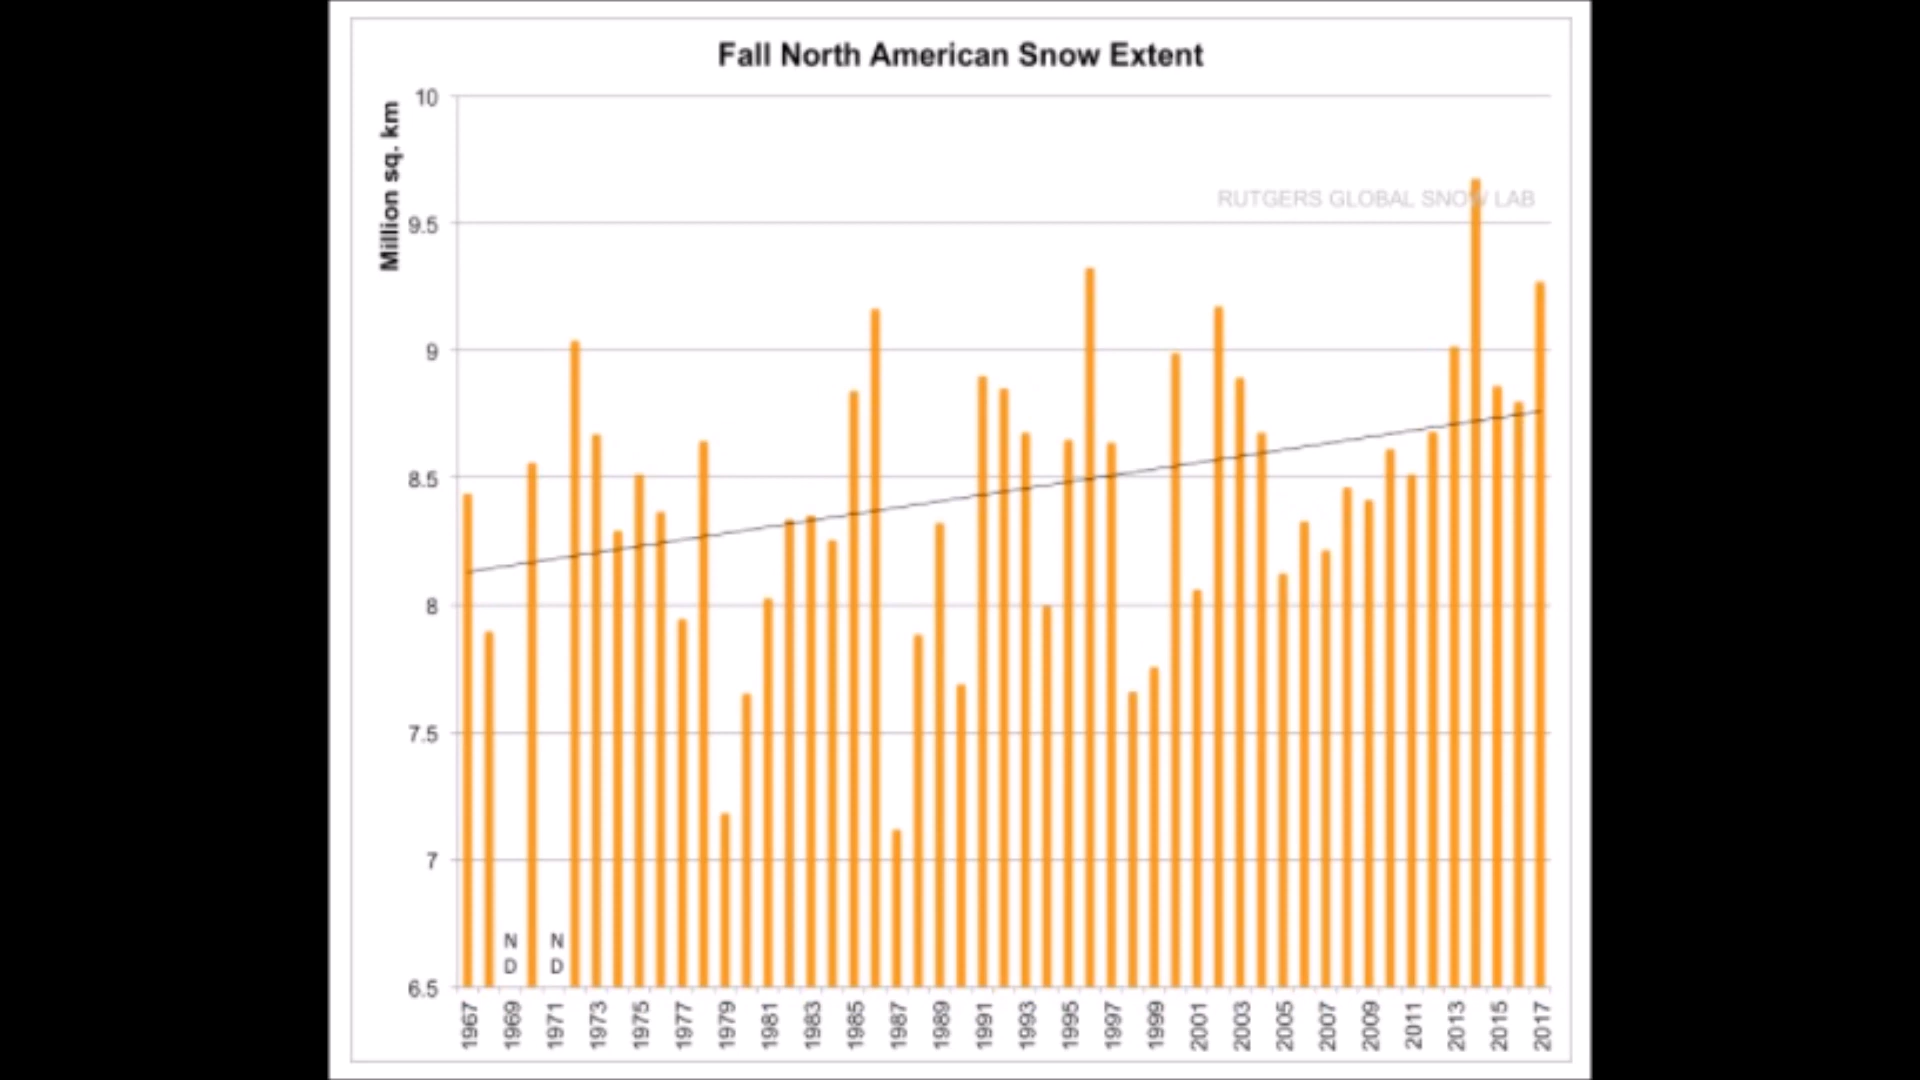 Fall North American Snow Extent
Million sq. km
10
9.5
9
8.5
8
7.5
7
6.5
RUTGERS GLOBAL SNOW LAB
N N
D D
1967 1969 1971 1973 1975 1977 1979 1981 1983 1985 1987 1989 1991 1993 1995 1997 1999 2001 2003 2005 2007 2009 2011 2013 2015 2017